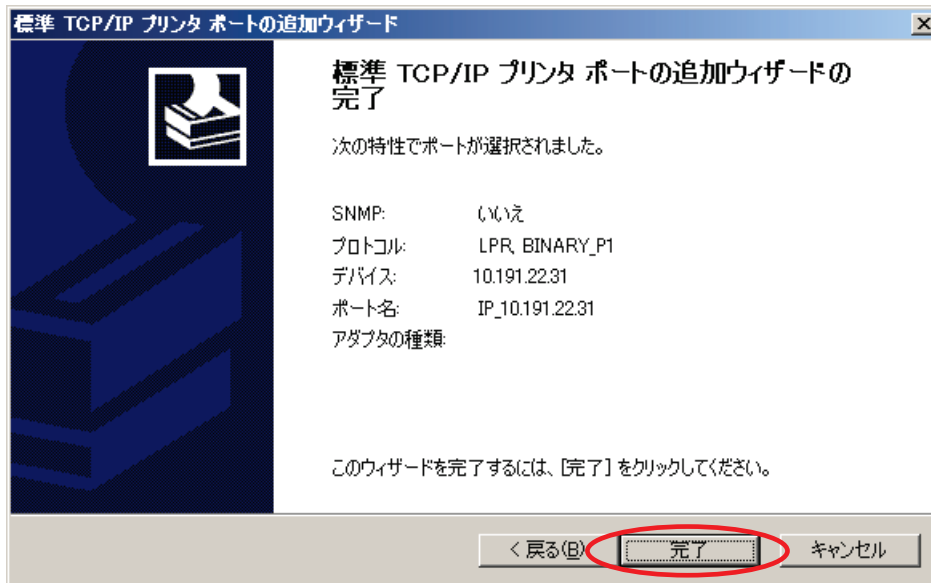 標準 TCP/IP プリンタ ポートの追加ウィザード
標準 TCP/IP プリンタ ポートの追加ウィザードの
完了
次の特性でポートが選択されました。
SNMP: いいえ
プロトコル: LPR, BINARY_P1
デバイス: 10.191.22.31
ポート名: IP_10.191.22.31
アダプタの種類:
このウィザードを完了するには、[完了] をクリックしてください。
< 戻る(B) 完了 キャンセル